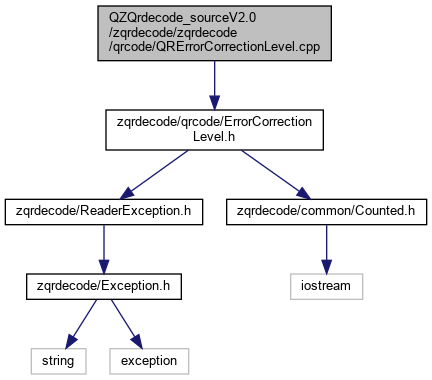 QZQrdecode_sourceV2.0
/zqrdecode/zqrdecode
/qrcode/QRErrorCorrectionLevel.cpp
zqrdecode/qrcode/ErrorCorrection
Level.h
zqrdecode/ReaderException.h
zqrdecode/common/Counted.h
zqrdecode/Exception.h
iostream
string
exception